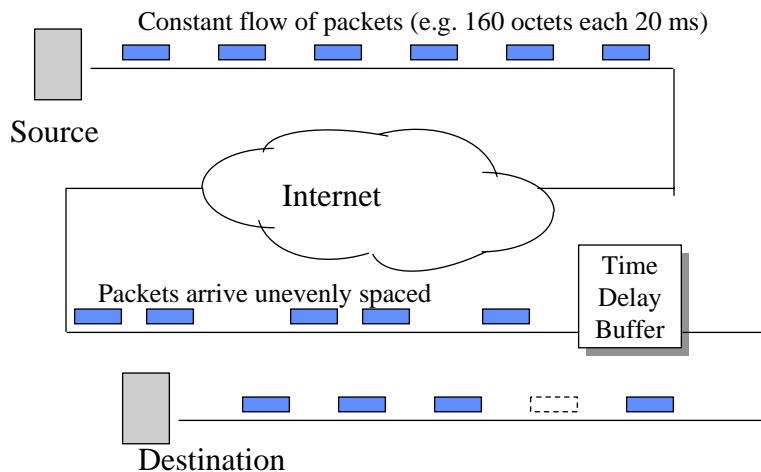 Constant flow of packets (e.g. 160 octets each 20 ms)
Source
Internet
Time
Delay
Buffer
Packets arrive unevenly spaced
Destination